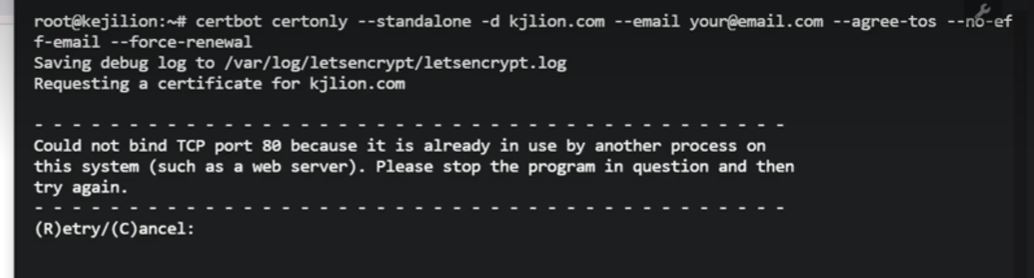 root@kejilion:~# certbot certonly --standalone -d kjlion.com --email your@email.com --agree-tos --no-ef
f-email --force-renewal
Saving debug log to /var/log/letsencrypt/letsencrypt.log
Requesting a certificate for kjlion.com
- - - - - - - - - - - - - - - - - - - - - - - - - - - - - - - - - - - - - - - -
Could not bind TCP port 80 because it is already in use by another process on
this system (such as a web server). Please stop the program in question and then
try again.
- - - - - - - - - - - - - - - - - - - - - - - - - - - - - - - - - - - - - - - -
(R)etry/(C)ancel: